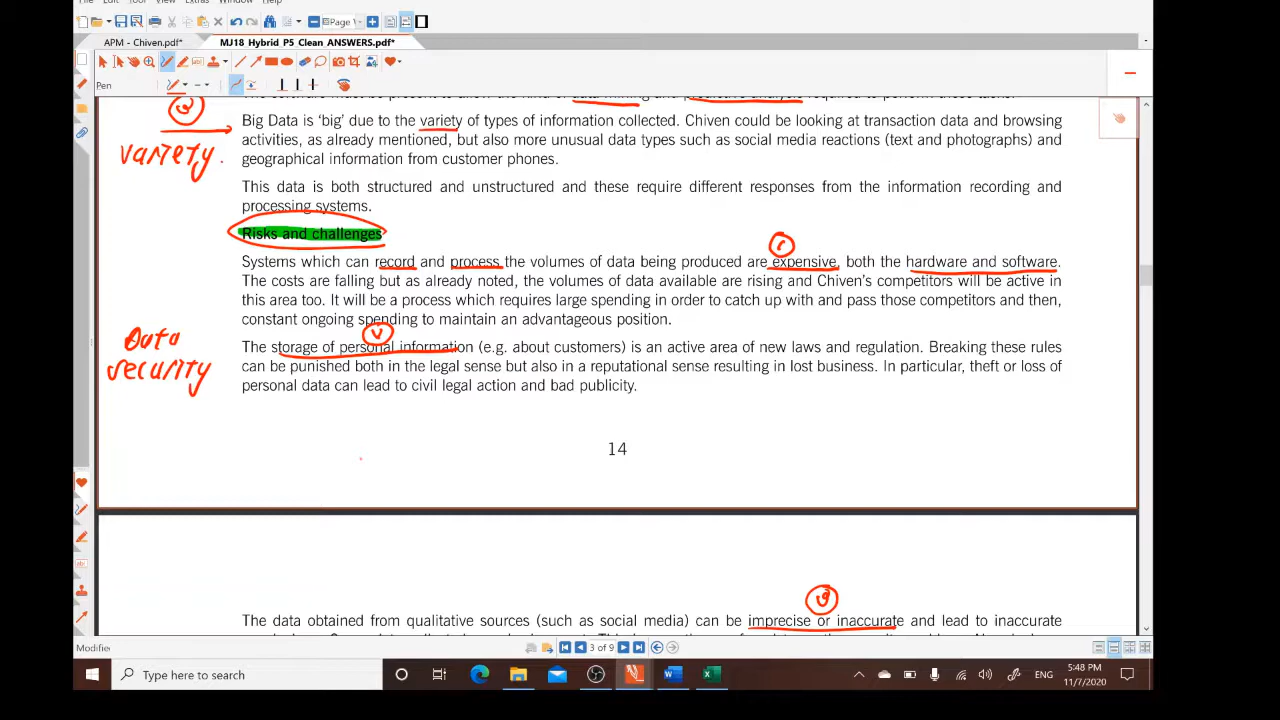 Page V
APM - Chiven.pdf*
MJ18 Hybrid P5 Clean ANSWERS.pdf*
Pen
Big Data is ‘big’ due to the variety of types of information collected. Chiven could be looking at transaction data and browsing
activities, as already mentioned, but also more unusual data types such as social media reactions (text and photographs) and
geographical information from customer phones.
variety.
This data is both structured and unstructured and these require different responses from the information recording and
processing systems.
Risks and challenges
Systems which can record and process the volumes of data being produced are expensive, both the hardware and software.
The costs are falling but as already noted, the volumes of data available are rising and Chiven’s competitors will be active in
this area too. It will be a process which requires large spending in order to catch up with and pass those competitors and then,
constant ongoing spending to maintain an advantageous position.
Data
security
The storage of personal information (e.g. about customers) is an active area of new laws and regulation. Breaking these rules
can be punished both in the legal sense but also in a reputational sense resulting in lost business. In particular, theft or loss of
personal data can lead to civil legal action and bad publicity.
14
The data obtained from qualitative sources (such as social media) can be imprecise or inaccurate and lead to inaccurate
Modifie
3 of 9
Type here to search
ENG
5:48 PM
11/7/2020